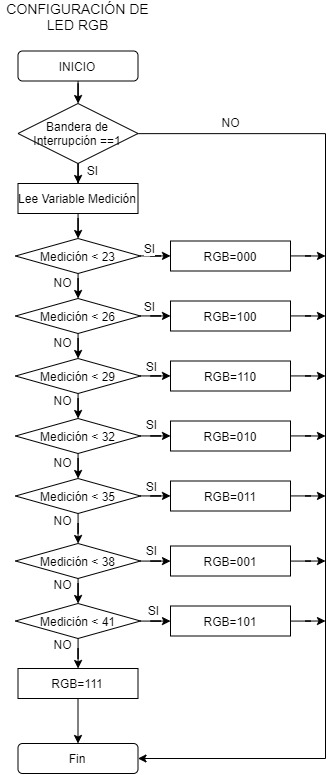 CONFIGURACIÓN DE
LED RGB
INICIO
Bandera de
Interrupción ==1
NO
SI
Lee Variable Medición
Medición < 23
SI
RGB=000
NO
Medición < 26
SI
RGB=100
NO
Medición < 29
SI
RGB=110
NO
Medición < 32
SI
RGB=010
NO
Medición < 35
SI
RGB=011
NO
Medición < 38
SI
RGB=001
NO
Medición < 41
SI
RGB=101
NO
RGB=111
Fin